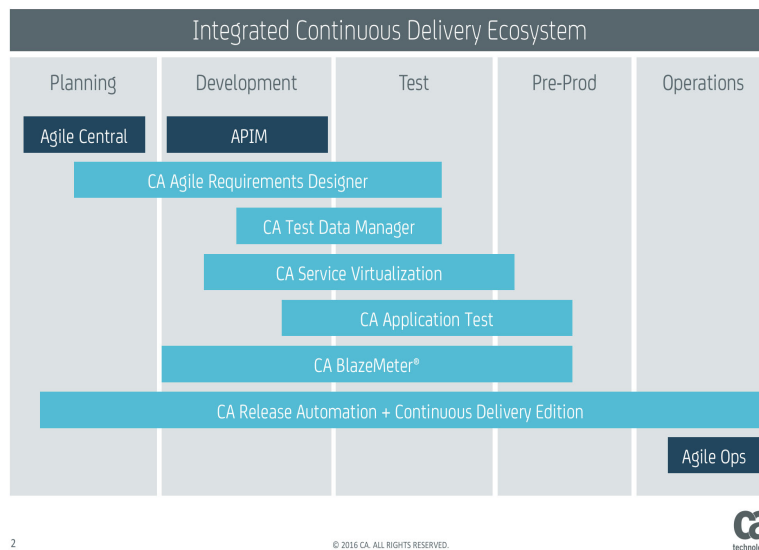 Integrated Continuous Delivery Ecosystem
Planning Development Test Pre-Prod Operations
Agile Central APIM
CA Agile Requirements Designer
CA Test Data Manager
CA Service Virtualization
CA Application Test
CA BlazeMeter®
CA Release Automation + Continuous Delivery Edition
Agile Ops
2 © 2016 CA. ALL RIGHTS RESERVED.